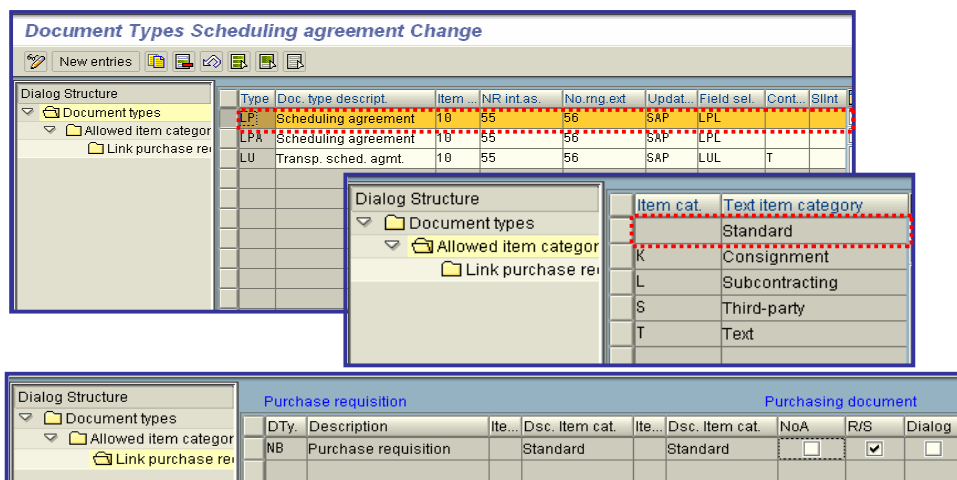 Document Types Scheduling agreement Change
New entries
Dialog Structure
Document types
Allowed item categor
Link purchase re
Type Doc. type descript. Item ... NR int.as. No.rng.ext Updat... Field sel. Cont... SlInt
LP Scheduling agreement 10 55 56 SAP LPL
LPA Scheduling agreement 10 55 56 SAP LPL
LU Transp. sched. agmt. 10 55 56 SAP LUL T
Dialog Structure
Document types
Allowed item categor
Link purchase re
Item cat. Text item category
Standard
K Consignment
L Subcontracting
S Third-party
T Text
Dialog Structure
Document types
Allowed item categor
Link purchase re
Purchase requisition Purchasing document
DTy. Description Ite... Dsc. Item cat. Ite... Dsc. Item cat. NoA R/S Dialog
NB Purchase requisition Standard Standard